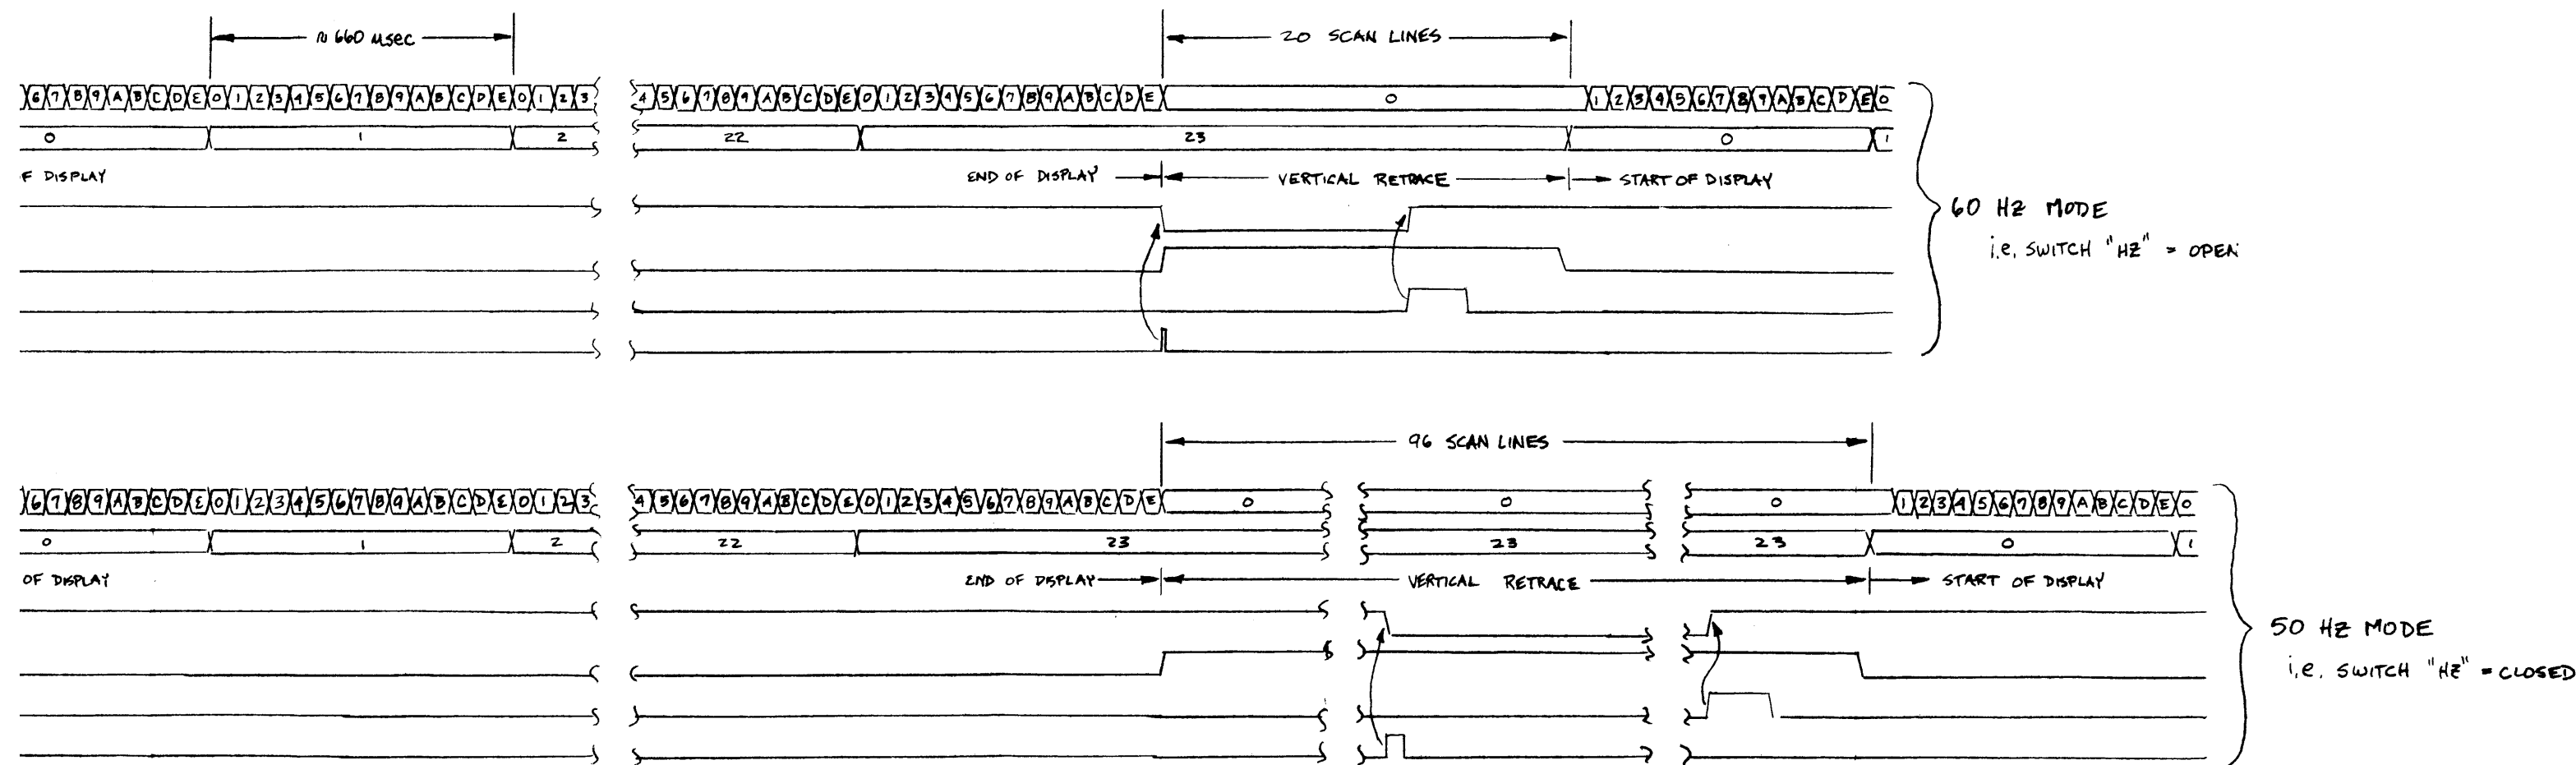 ≈ 660 µsec
20 SCAN LINES
6 7 8 9 A B C D E 0 1 2 3 4 5 6 7 8 9 A B C D E 0 1 2 3 4 5 6 7 8 9 A B C D E 0 1 2 3 4 5 6 7 8 9 A B C D E 0 1 2 3 4 5 6 7 8 9 A B C D E 0
0 1 2 22 23 0 1
F DISPLAY END OF DISPLAY VERTICAL RETRACE START OF DISPLAY
60 HZ MODE
i.e. SWITCH "HZ" = OPEN
96 SCAN LINES
6 7 8 9 A B C D E 0 1 2 3 4 5 6 7 8 9 A B C D E 0 1 2 3 4 5 6 7 8 9 A B C D E 0 1 2 3 4 5 6 7 8 9 A B C D E 0 0 0 1 2 3 4 5 6 7 8 9 A B C D E 0
0 1 2 22 23 23 23 0 1
OF DISPLAY END OF DISPLAY VERTICAL RETRACE START OF DISPLAY
50 HZ MODE
i.e. SWITCH "HZ" = CLOSED